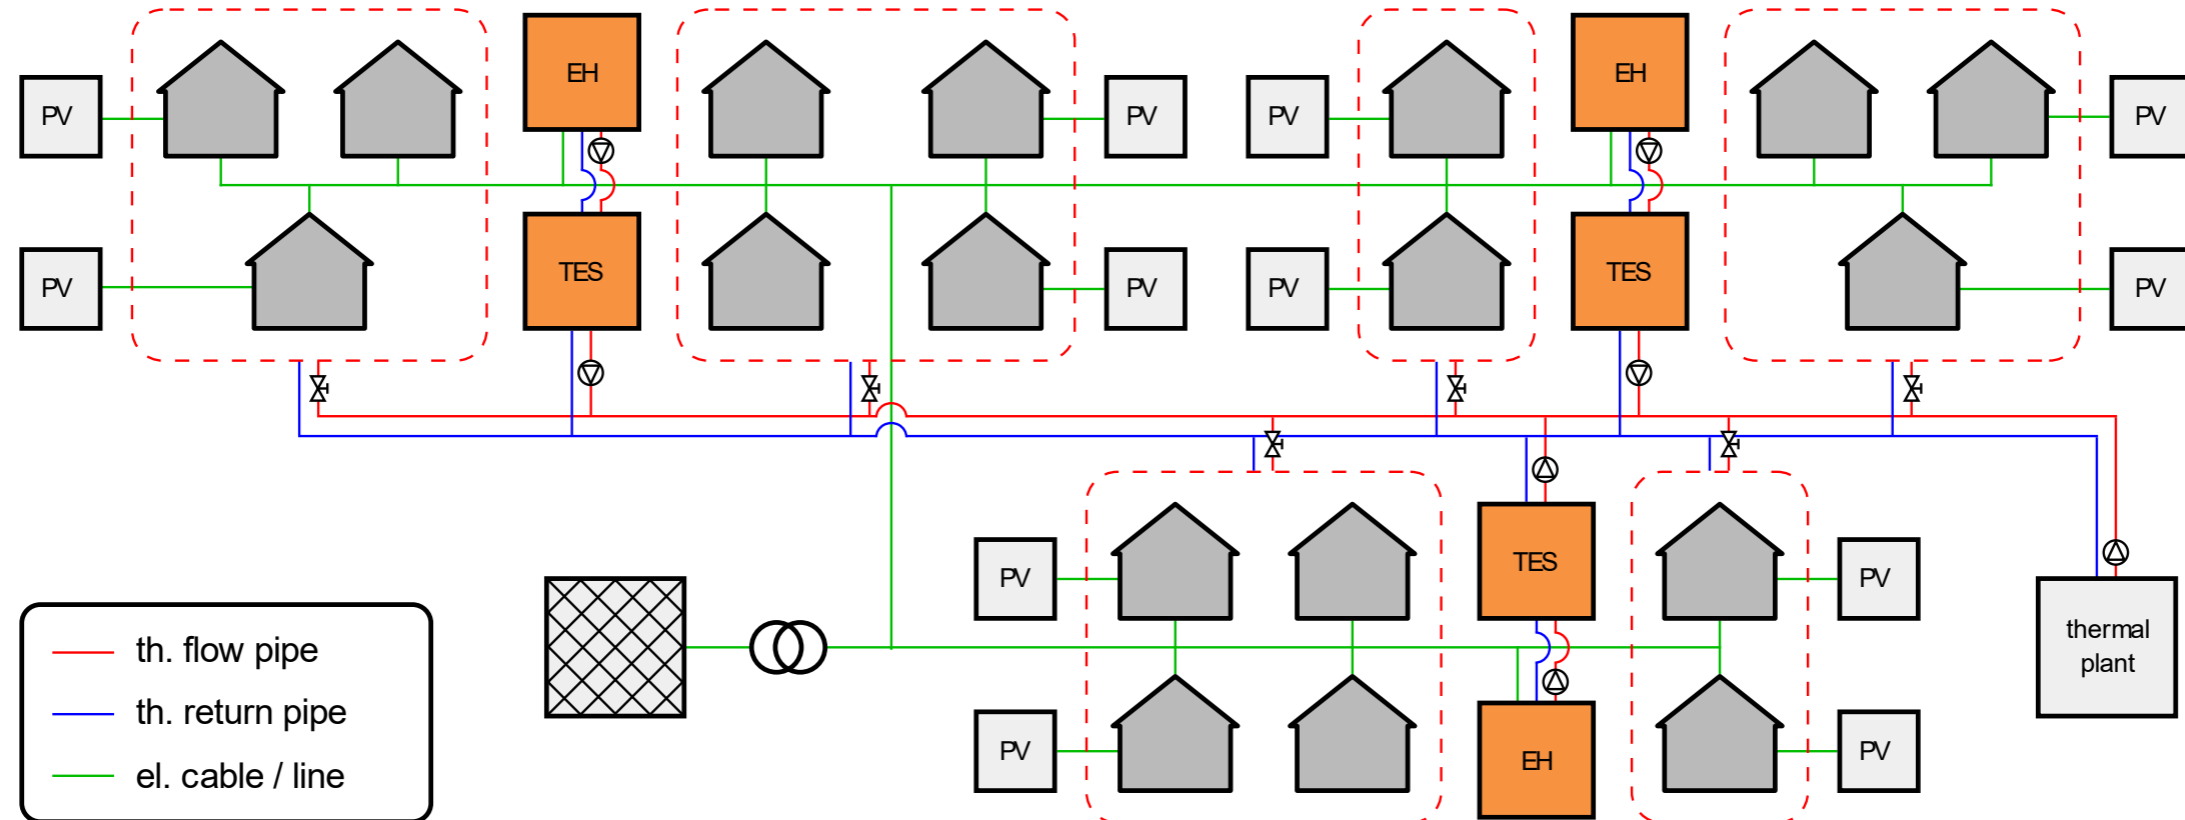 EH
EH
PV
PV
PV
PV
PV
TES
TES
PV
PV
PV
TES
PV
PV
th. flow pipe
thermal
plant
th. return pipe
PV
EH
PV
el. cable / line